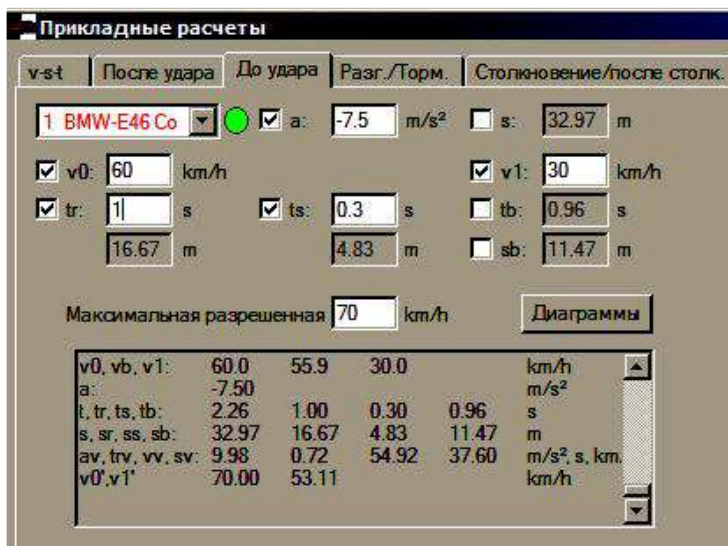 Прикладные расчеты
v-s-t После удара До удара Разг./Торм. Столкновение/после столк.
1 BMW-E46 Co a: -7.5 m/s² s: 32.97 m
v0: 60 km/h v1: 30 km/h
tr: 1 s ts: 0.3 s tb: 0.96 s
16.67 m 4.83 m sb: 11.47 m
Максимальная разрешенная 70 km/h Диаграммы
v0, vb, v1: 60.0 55.9 30.0 km/h
a: -7.50 m/s²
t, tr, ts, tb: 2.26 1.00 0.30 0.96 s
s, sr, ss, sb: 32.97 16.67 4.83 11.47 m
av, trv, vv, sv: 9.98 0.72 54.92 37.60 m/s², s, km.
v0',v1' 70.00 53.11 km/h